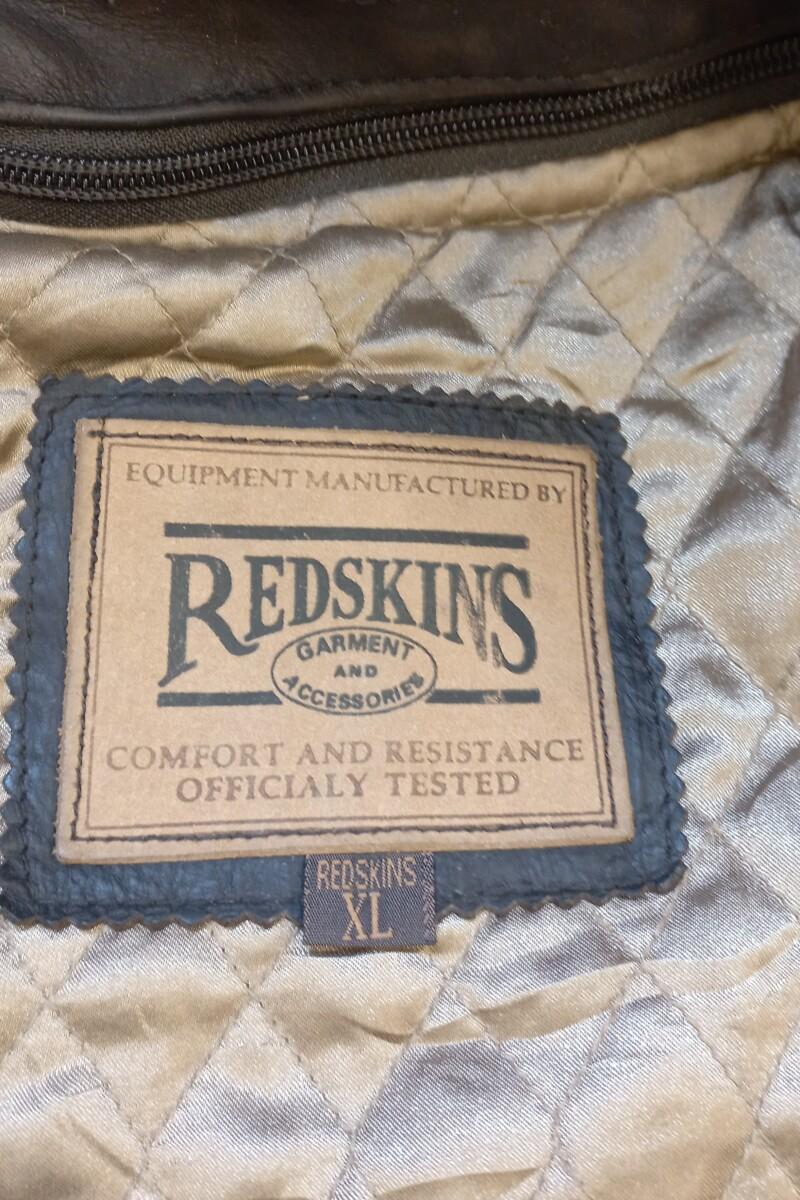 EQUIPMENT MANUFACTURED BY
REDSKINS
GARMENT
AND
ACCESSORIES
COMFORT AND RESISTANCE
OFFICIALY TESTED
REDSKINS
XL